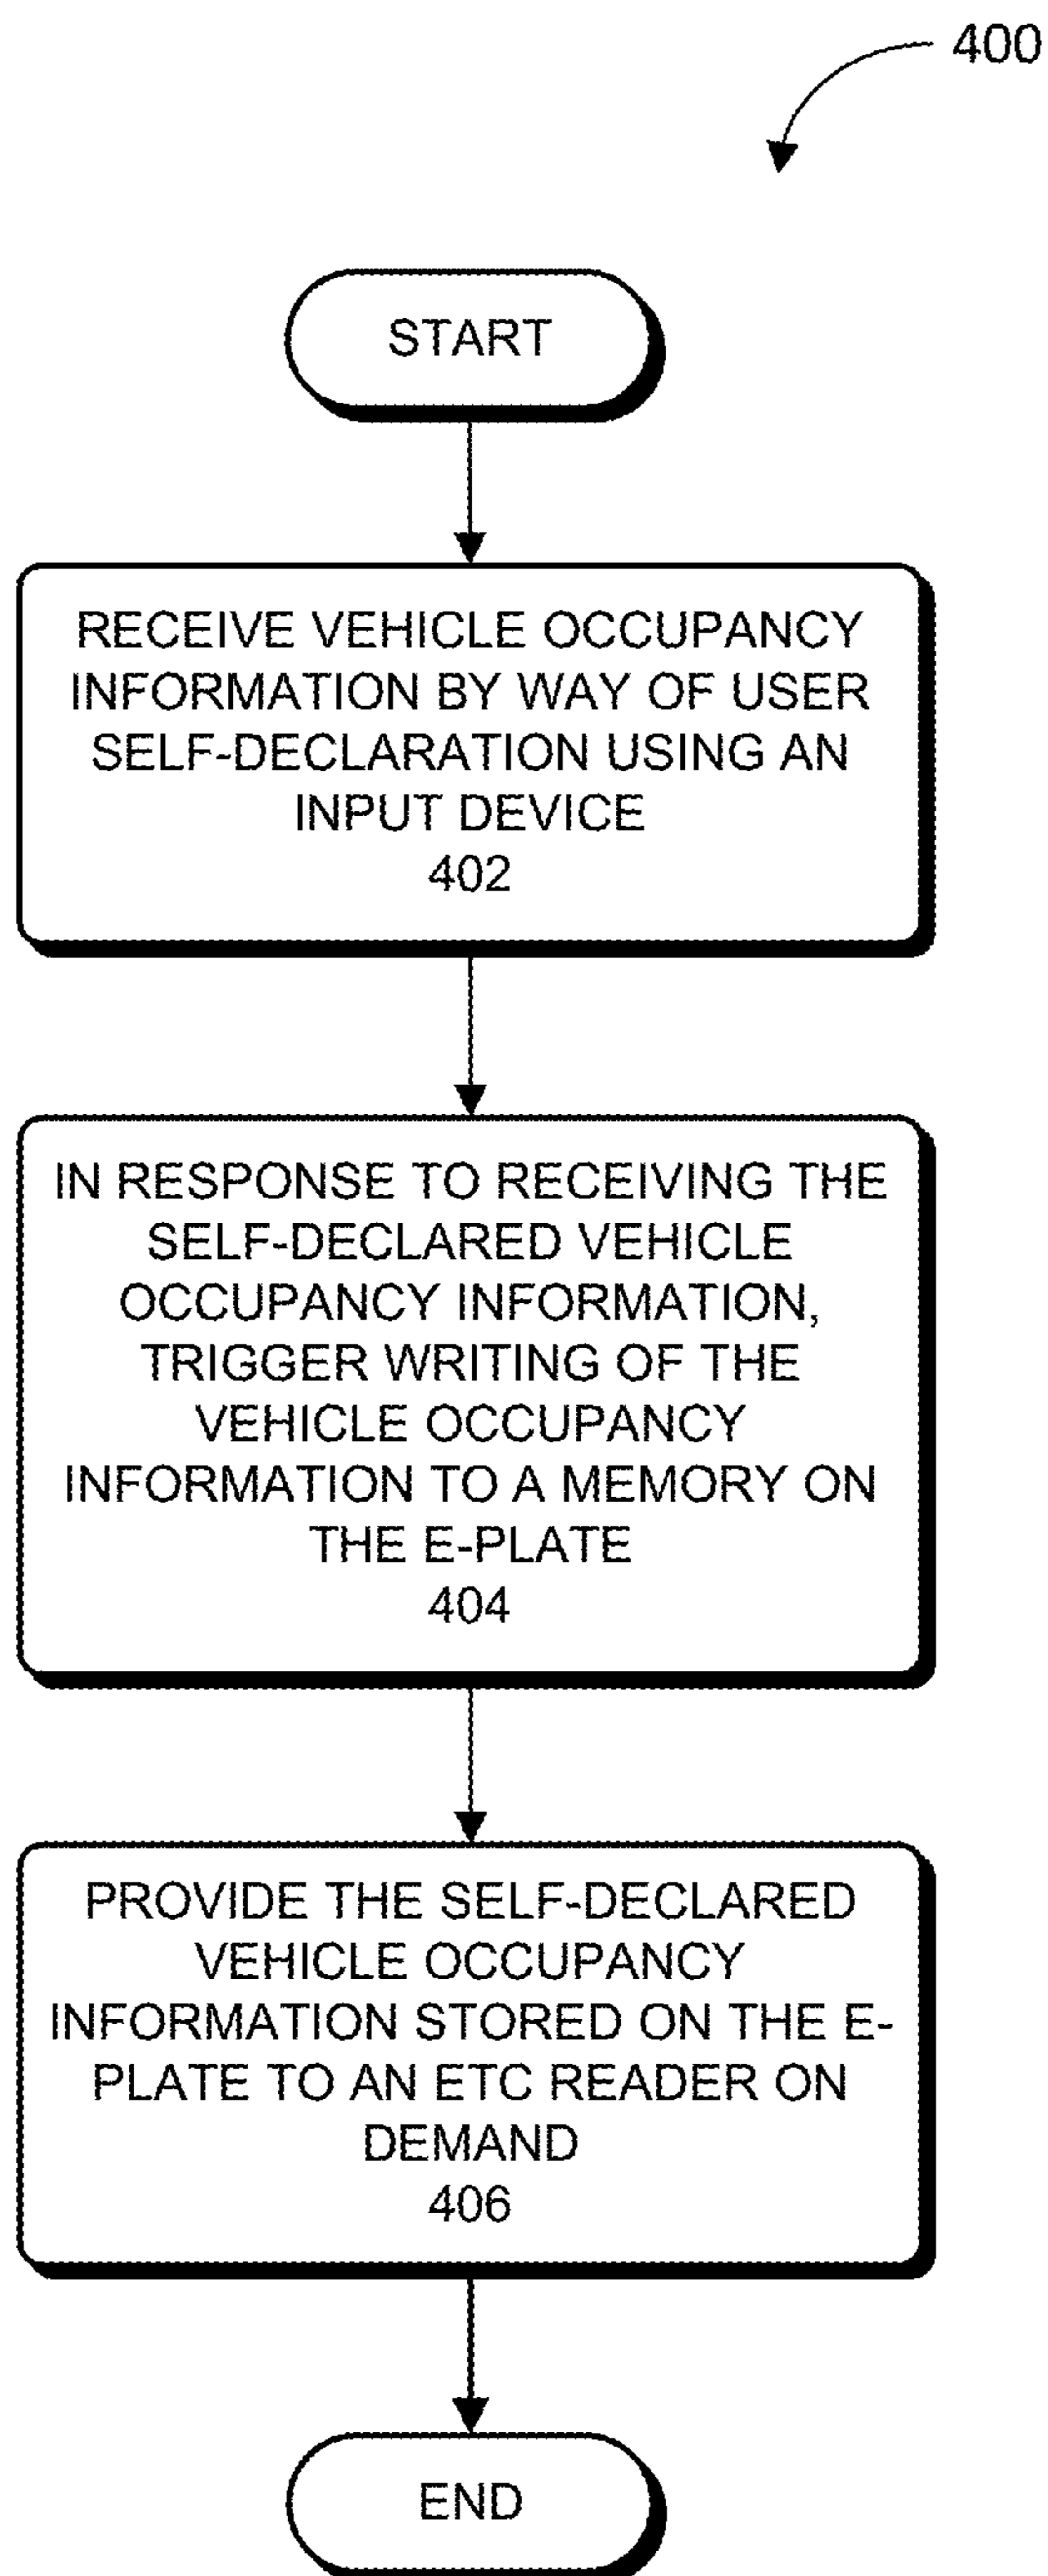 400
START
RECEIVE VEHICLE OCCUPANCY
INFORMATION BY WAY OF USER
SELF-DECLARATION USING AN
INPUT DEVICE
402
IN RESPONSE TO RECEIVING THE
SELF-DECLARED VEHICLE
OCCUPANCY INFORMATION,
TRIGGER WRITING OF THE
VEHICLE OCCUPANCY
INFORMATION TO A MEMORY ON
THE E-PLATE
404
PROVIDE THE SELF-DECLARED
VEHICLE OCCUPANCY
INFORMATION STORED ON THE E-
PLATE TO AN ETC READER ON
DEMAND
406
END